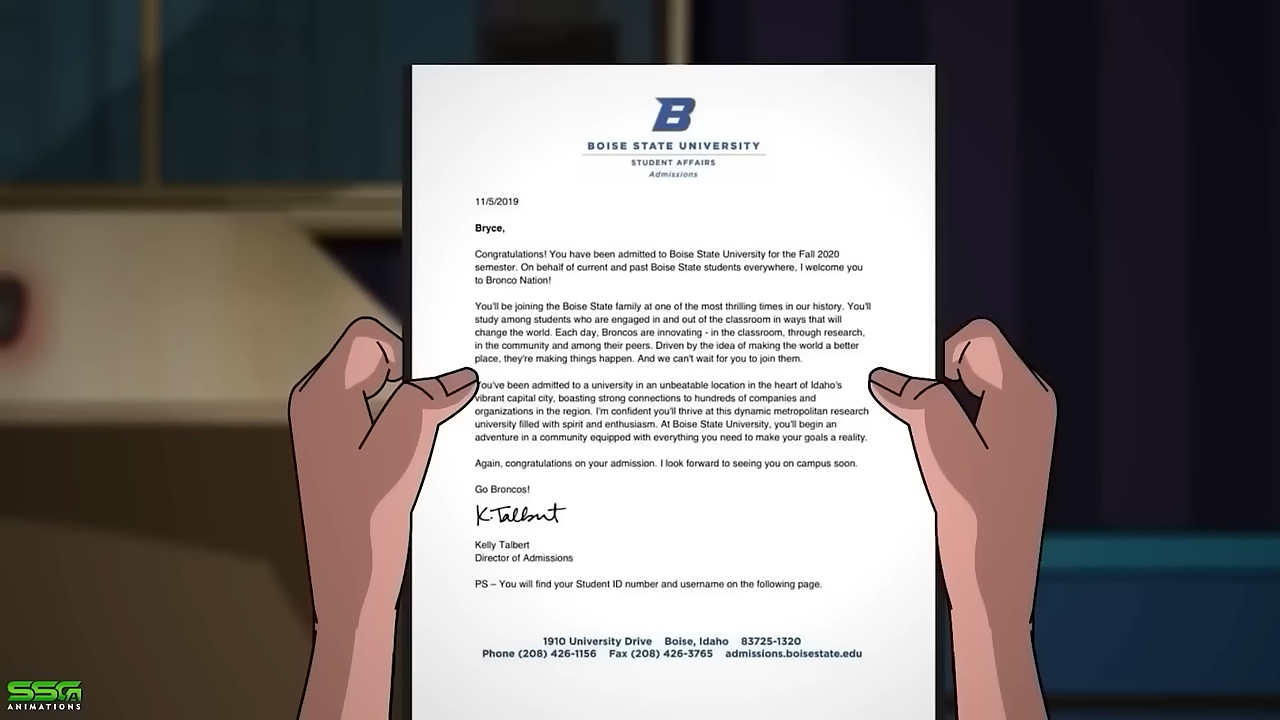 B
BOISE STATE UNIVERSITY
STUDENT AFFAIRS
Admissions
11/5/2019
Bryce,
Congratulations! You have been admitted to Boise State University for the Fall 2020
semester. On behalf of current and past Boise State students everywhere, I welcome you
to Bronco Nation!
You'll be joining the Boise State family at one of the most thrilling times in our history. You'll
study among students who are engaged in and out of the classroom in ways that will
change the world. Each day, Broncos are innovating - in the classroom, through research,
in the community and among their peers. Driven by the idea of making the world a better
place, they're making things happen. And we can't wait for you to join them.
You've been admitted to a university in an unbeatable location in the heart of Idaho's
vibrant capital city, boasting strong connections to hundreds of companies and
organizations in the region. I'm confident you'll thrive at this dynamic metropolitan research
university filled with spirit and enthusiasm. At Boise State University, you'll begin an
adventure in a community equipped with everything you need to make your goals a reality.
Again, congratulations on your admission. I look forward to seeing you on campus soon.
Go Broncos!
K. Talbert
Kelly Talbert
Director of Admissions
PS – You will find your Student ID number and username on the following page.
1910 University Drive Boise, Idaho 83725-1320
Phone (208) 426-1156 Fax (208) 426-3765 admissions.boisestate.edu
SSGA
ANIMATIONS